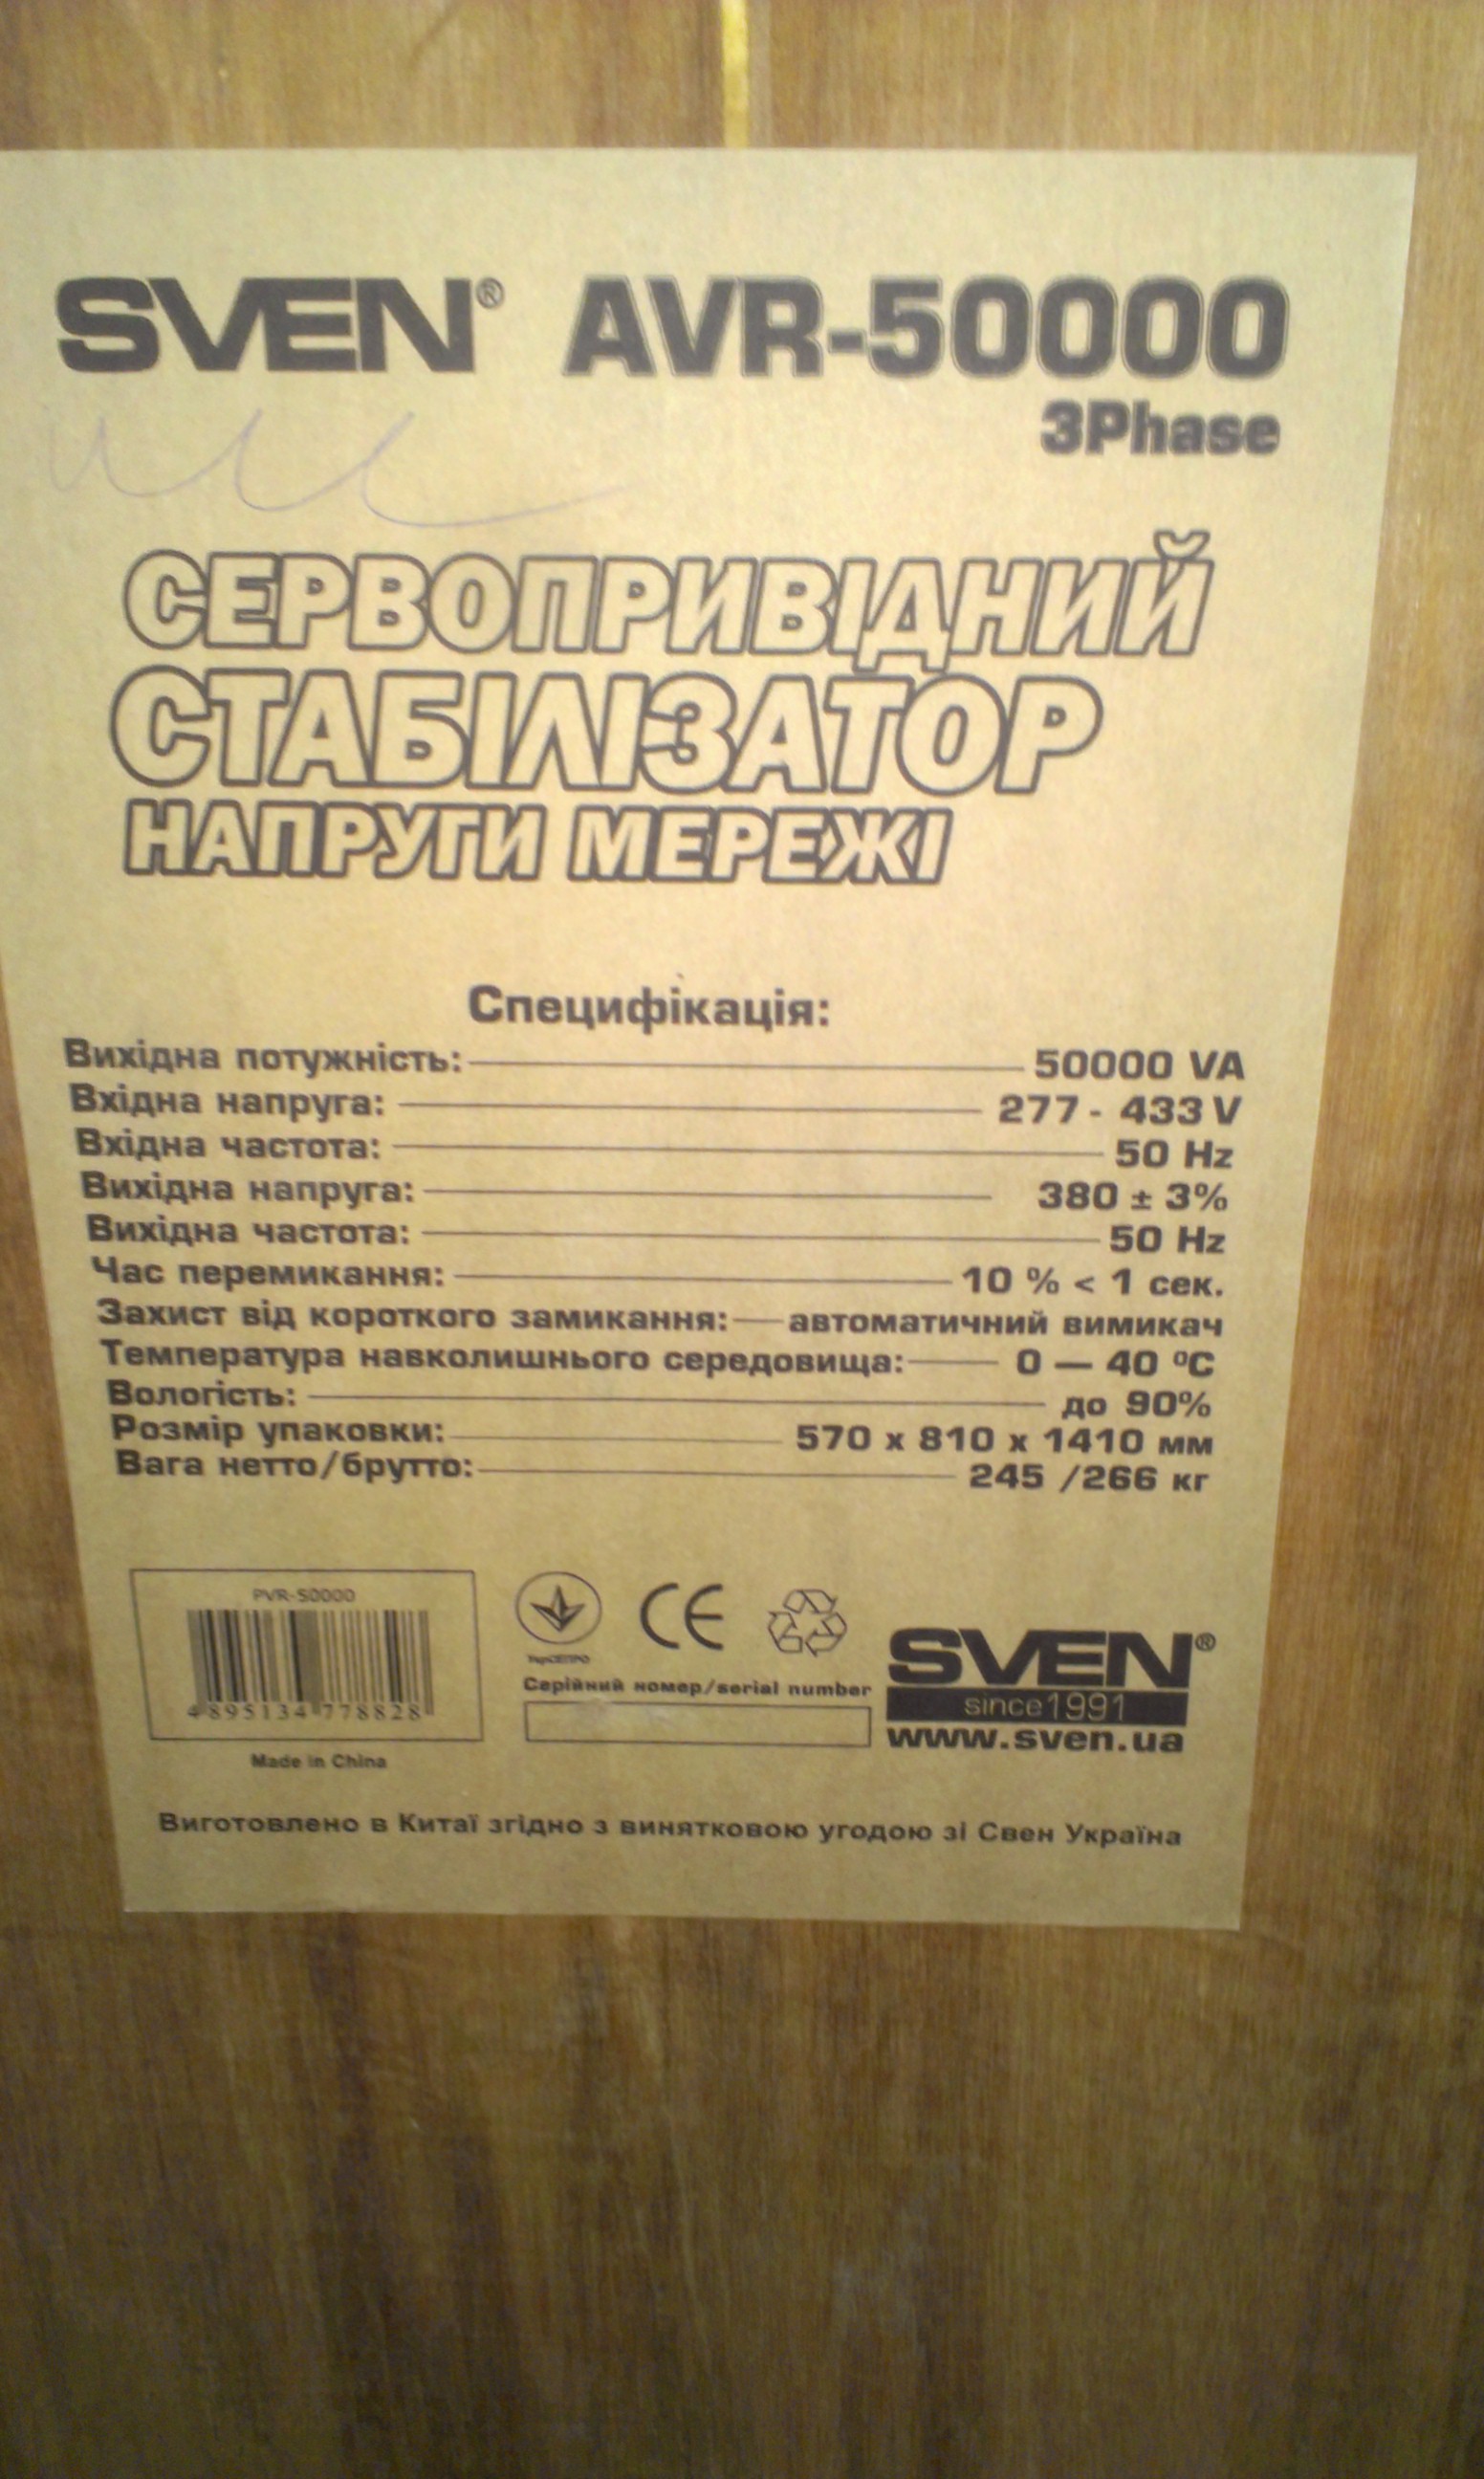 SVEN® AVR-50000
3Phase
СЕРВОПРИВІДНИЙ
СТАБІЛІЗАТОР
НАПРУГИ МЕРЕЖІ
Специфікація:
Вихідна потужність: 50000 VA
Вхідна напруга: 277 - 433 V
Вхідна частота: 50 Hz
Вихідна напруга: 380 ± 3%
Вихідна частота: 50 Hz
Час перемикання: 10 % < 1 сек.
Захист від короткого замикання: автоматичний вимикач
Температура навколишнього середовища: 0 — 40 ºC
Вологість: до 90%
Розмір упаковки: 570 x 810 x 1410 мм
Вага нетто/брутто: 245 /266 кг
PVR-50000
4 895134 778828
Made in China
УкрСЕПРО
CE
Серійний номер/serial number
SVEN®
since1991
www.sven.ua
Виготовлено в Китаї згідно з винятковою угодою зі Свен Україна